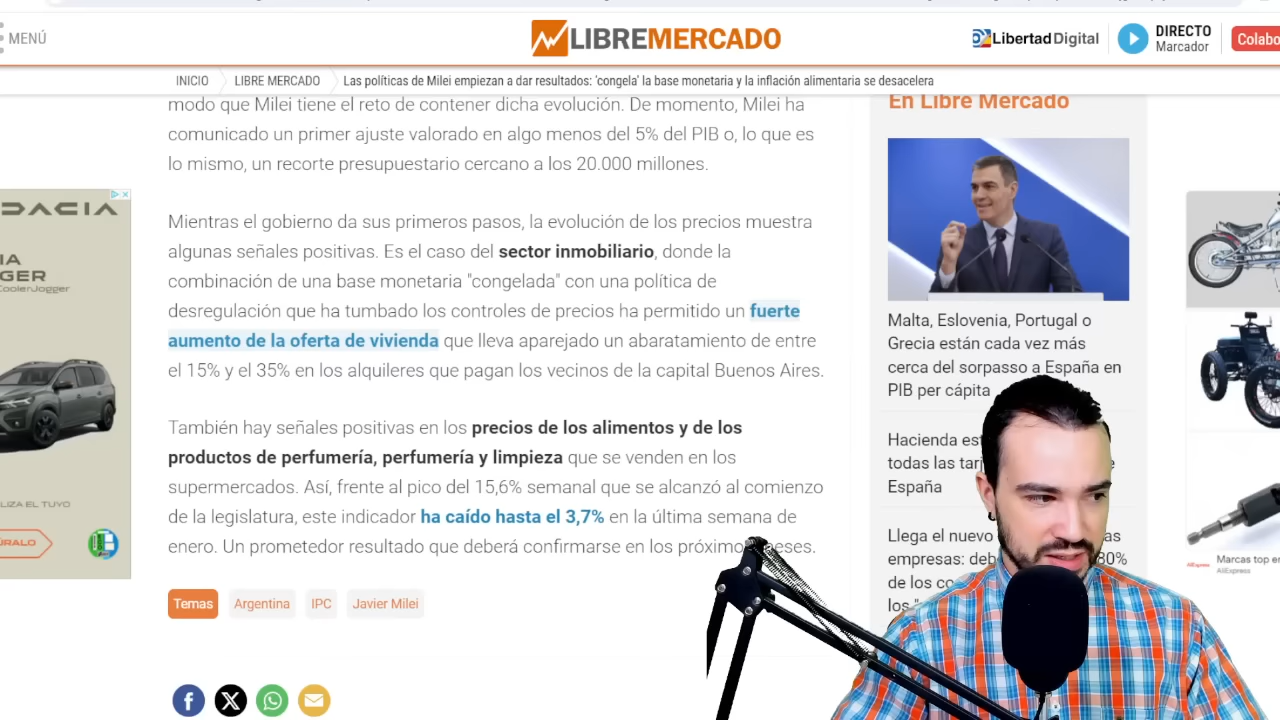 MENÚ
LIBREMERCADO
Libertad Digital
DIRECTO
Marcador
Colabo
INICIO
LIBRE MERCADO
Las políticas de Milei empiezan a dar resultados: 'congela' la base monetaria y la inflación alimentaria se desacelera
modo que Milei tiene el reto de contener dicha evolución. De momento, Milei ha
comunicado un primer ajuste valorado en algo menos del 5% del PIB o, lo que es
lo mismo, un recorte presupuestario cercano a los 20.000 millones.
Mientras el gobierno da sus primeros pasos, la evolución de los precios muestra
algunas señales positivas. Es el caso del sector inmobiliario, donde la
combinación de una base monetaria "congelada" con una política de
desregulación que ha tumbado los controles de precios ha permitido un fuerte
aumento de la oferta de vivienda que lleva aparejado un abaratamiento de entre
el 15% y el 35% en los alquileres que pagan los vecinos de la capital Buenos Aires.
También hay señales positivas en los precios de los alimentos y de los
productos de perfumería, perfumería y limpieza que se venden en los
supermercados. Así, frente al pico del 15,6% semanal que se alcanzó al comienzo
de la legislatura, este indicador ha caído hasta el 3,7% en la última semana de
enero. Un prometedor resultado que deberá confirmarse en los próximos meses.
Temas
Argentina
IPC
Javier Milei
En Libre Mercado
Malta, Eslovenia, Portugal o
Grecia están cada vez más
cerca del sorpasso a España en
PIB per cápita
Hacienda
todas las
España
Llega el nuevo
empresas:
80%
de los
los
DACIA
GER
LIZA EL TUYO
Marcas top en
AliExpress
AliExpress